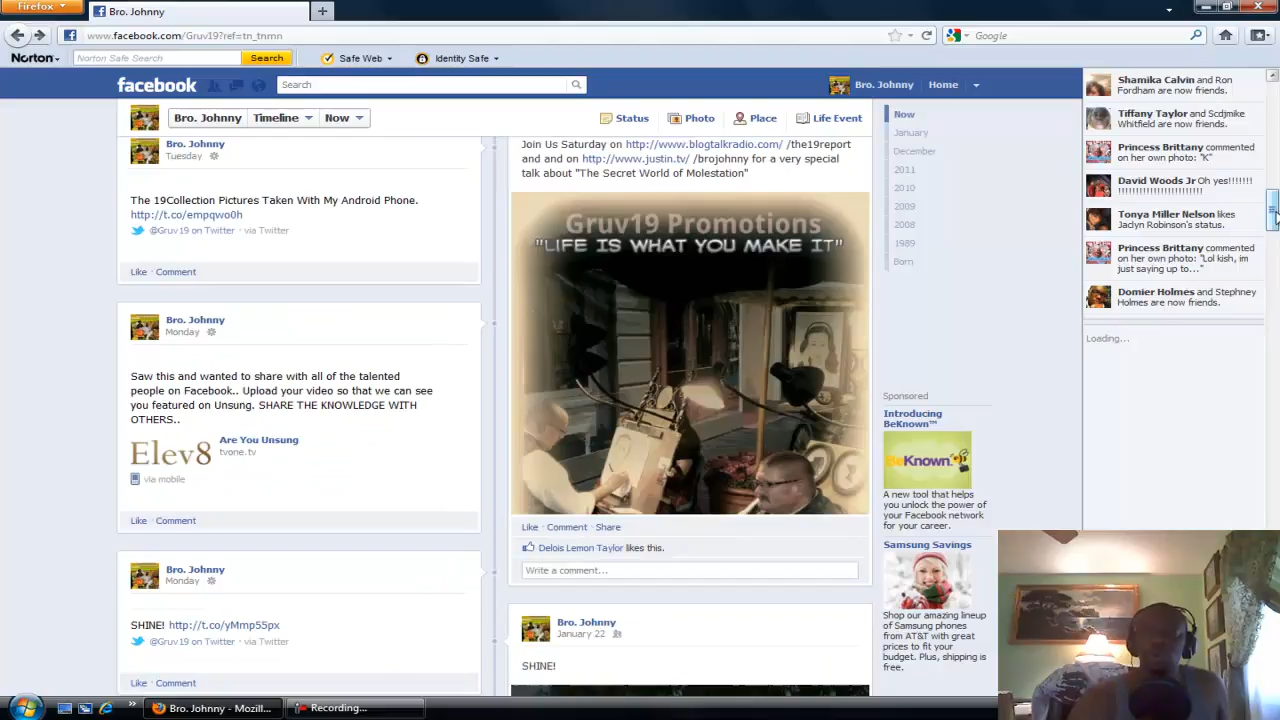 Firefox
Bro. Johnny
www.facebook.com/Gruv19?ref=tn_tnmn
Google
Norton
Norton Safe Search
Search
Safe Web
Identity Safe
facebook
Search
Bro. Johnny
Home
Bro. Johnny
Timeline
Now
Status
Photo
Place
Life Event
Bro. Johnny
Tuesday
The 19Collection Pictures Taken With My Android Phone.
http://t.co/empqwo0h
@Gruv19 on Twitter · via Twitter
Like · Comment
Bro. Johnny
Monday
Saw this and wanted to share with all of the talented
people on Facebook.. Upload your video so that we can see
you featured on Unsung. SHARE THE KNOWLEDGE WITH
OTHERS..
Elev8
Are You Unsung
tvone.tv
via mobile
Like · Comment
Bro. Johnny
Monday
SHINE! http://t.co/yMmp55px
@Gruv19 on Twitter · via Twitter
Like · Comment
Join Us Saturday on http://www.blogtalkradio.com/ /the19report
and and on http://www.justin.tv/ /brojohnny for a very special
talk about "The Secret World of Molestation"
Gruv19 Promotions
"LIFE IS WHAT YOU MAKE IT"
Like · Comment · Share
Delois Lemon Taylor likes this.
Write a comment...
Bro. Johnny
January 22
SHINE!
Now
January
December
2011
2010
2009
2008
1989
Born
Sponsored
Introducing
BeKnown™
BeKnown
A new tool that helps
you unlock the power of
your Facebook network
for your career.
Samsung Savings
Shop our amazing lineup
of Samsung phones
from AT&T with great
prices to fit your
budget. Plus, shipping is
free.
Shamika Calvin and Ron
Fordham are now friends.
Tiffany Taylor and Scdjmike
Whitfield are now friends.
Princess Brittany commented
on her own photo: "K"
David Woods Jr Oh yes!!!!!!!
!!!!!!!!!!!!!!!!!!!!!!!!
Tonya Miller Nelson likes
Jaclyn Robinson's status.
Princess Brittany commented
on her own photo: "Lol kish, im
just saying up to..."
Domier Holmes and Stephney
Holmes are now friends.
Loading...
Bro. Johnny - Mozill...
Recording...